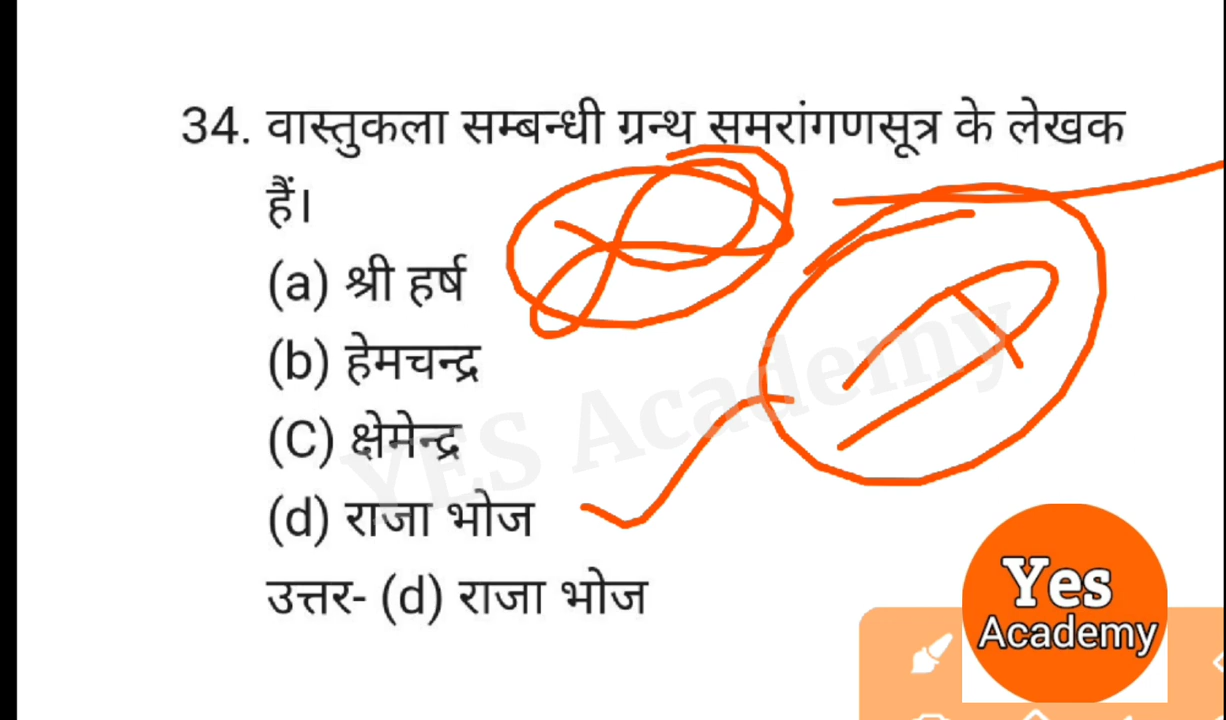 34. वास्तुकला सम्बन्धी ग्रन्थ समरांगणसूत्र के लेखक
हैं।
(a) श्री हर्ष
(b) हेमचन्द्र
(C) क्षेमेन्द्र
(d) राजा भोज
उत्तर- (d) राजा भोज
YES Academy
Yes
Academy